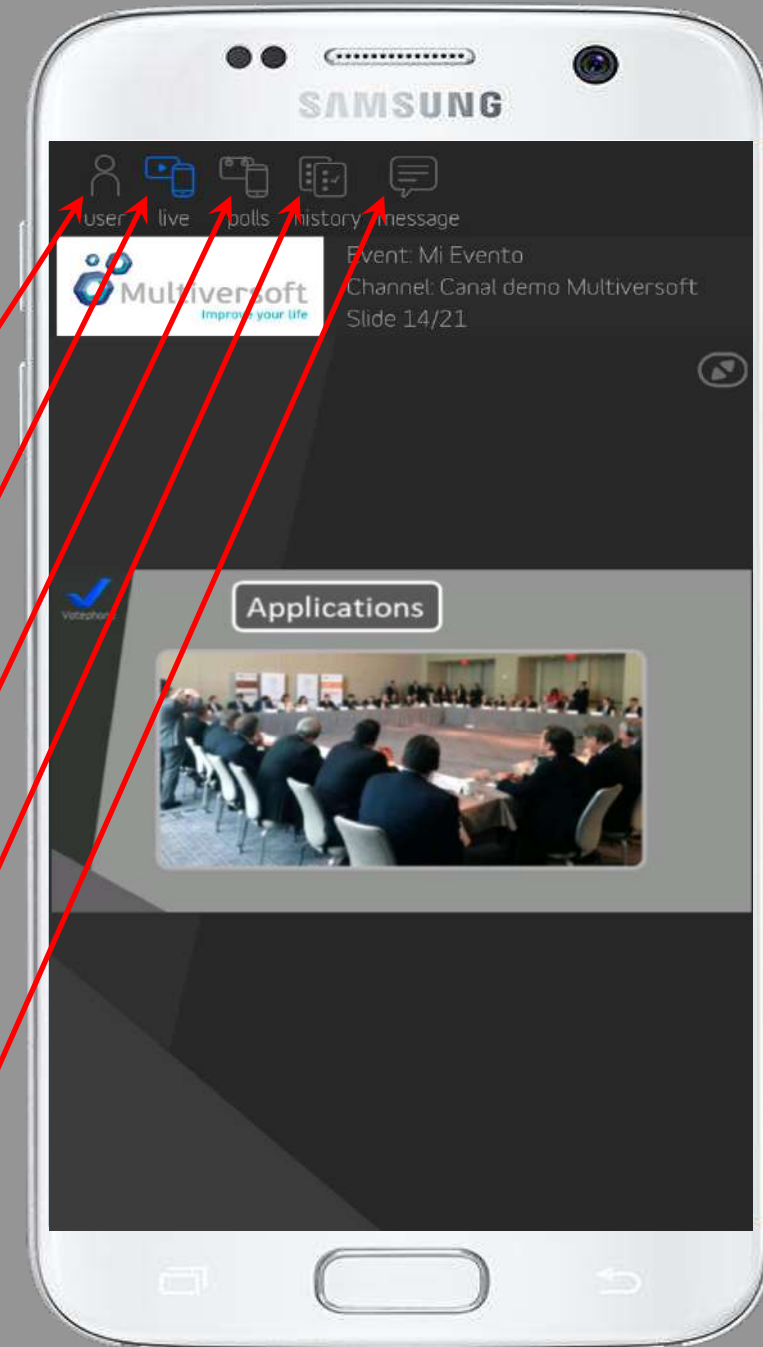 SAMSUNG
user live polls history message
Multiversoft
Improve your life
Event: Mi Evento
Channel: Canal demo Multiversoft
Slide 14/21
Votephone
Applications